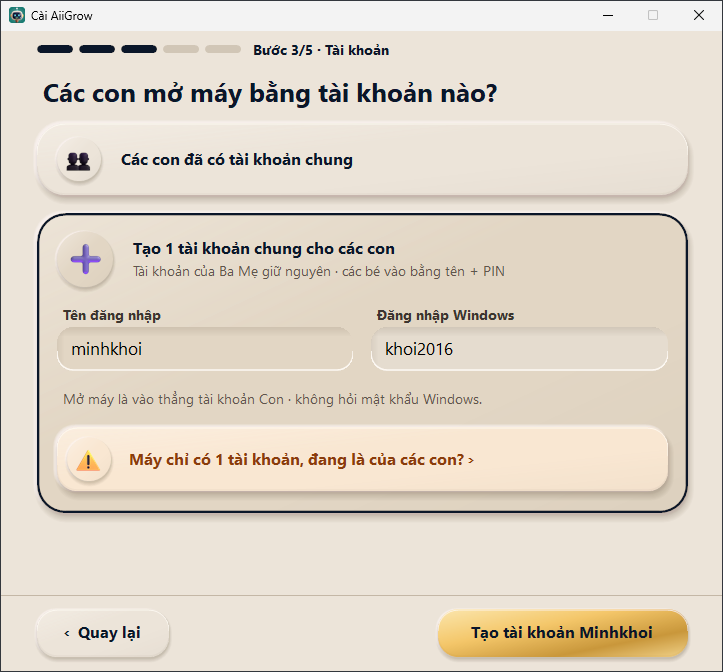 Cài AiiGrow
Bước 3/5 · Tài khoản
Các con mở máy bằng tài khoản nào?
Các con đã có tài khoản chung
Tạo 1 tài khoản chung cho các con
Tài khoản của Ba Mẹ giữ nguyên · các bé vào bằng tên + PIN
Tên đăng nhập
Đăng nhập Windows
minhkhoi
khoi2016
Mở máy là vào thẳng tài khoản Con · không hỏi mật khẩu Windows.
Máy chỉ có 1 tài khoản, đang là của các con? ›
‹ Quay lại
Tạo tài khoản Minhkhoi